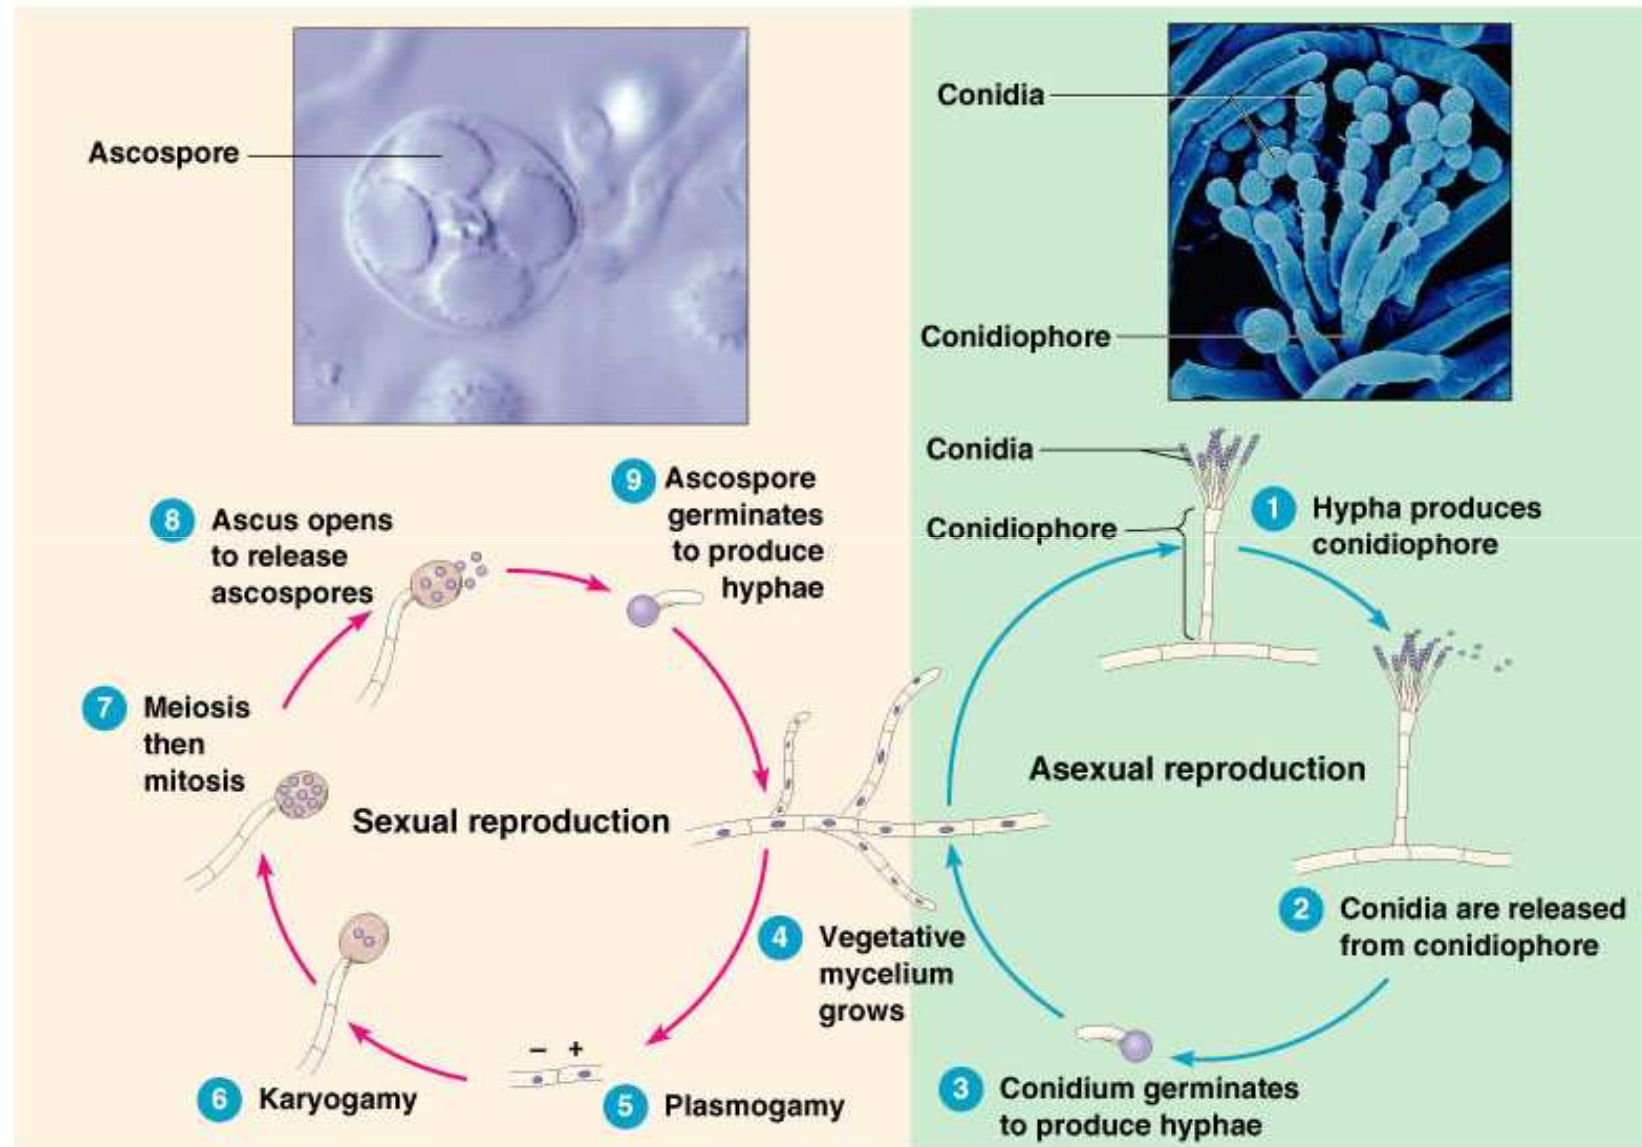 Ascospore
Conidia
Conidiophore
Conidia
Conidiophore
1 Hypha produces
conidiophore
2 Conidia are released
from conidiophore
Asexual reproduction
3 Conidium germinates
to produce hyphae
4 Vegetative
mycelium
grows
Sexual reproduction
– +
5 Plasmogamy
6 Karyogamy
7 Meiosis
then
mitosis
8 Ascus opens
to release
ascospores
9 Ascospore
germinates
to produce
hyphae